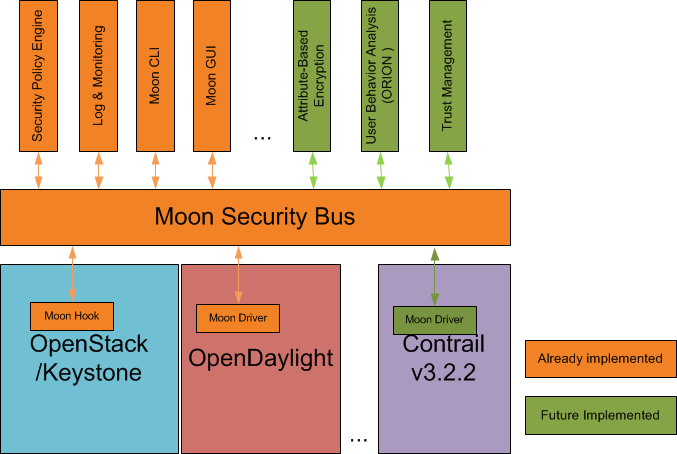 Security Policy Engine
Log & Monitoring
Moon CLI
Moon GUI
...
Attribute-Based
Encryption
User Behavior Analysis
(ORION )
Trust Management
Moon Security Bus
Moon Hook
OpenStack
/Keystone
Moon Driver
OpenDaylight
...
Moon Driver
Contrail
v3.2.2
Already implemented
Future Implemented